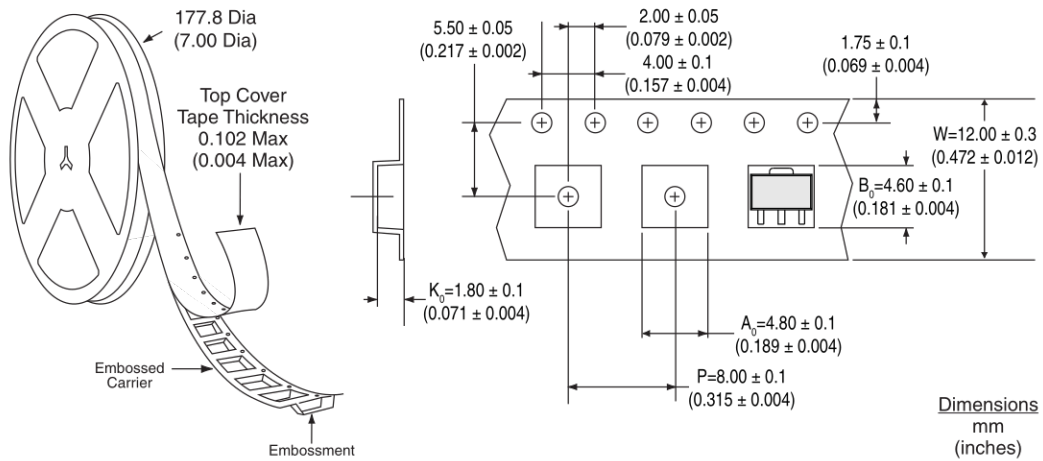 177.8 Dia
(7.00 Dia)
Top Cover
Tape Thickness
0.102 Max
(0.004 Max)
Embossed
Carrier
Embossment
5.50 ± 0.05
(0.217 ± 0.002)
2.00 ± 0.05
(0.079 ± 0.002)
4.00 ± 0.1
(0.157 ± 0.004)
1.75 ± 0.1
(0.069 ± 0.004)
W=12.00 ± 0.3
(0.472 ± 0.012)
B₀=4.60 ± 0.1
(0.181 ± 0.004)
K₀=1.80 ± 0.1
(0.071 ± 0.004)
A₀=4.80 ± 0.1
(0.189 ± 0.004)
P=8.00 ± 0.1
(0.315 ± 0.004)
Dimensions
mm
(inches)